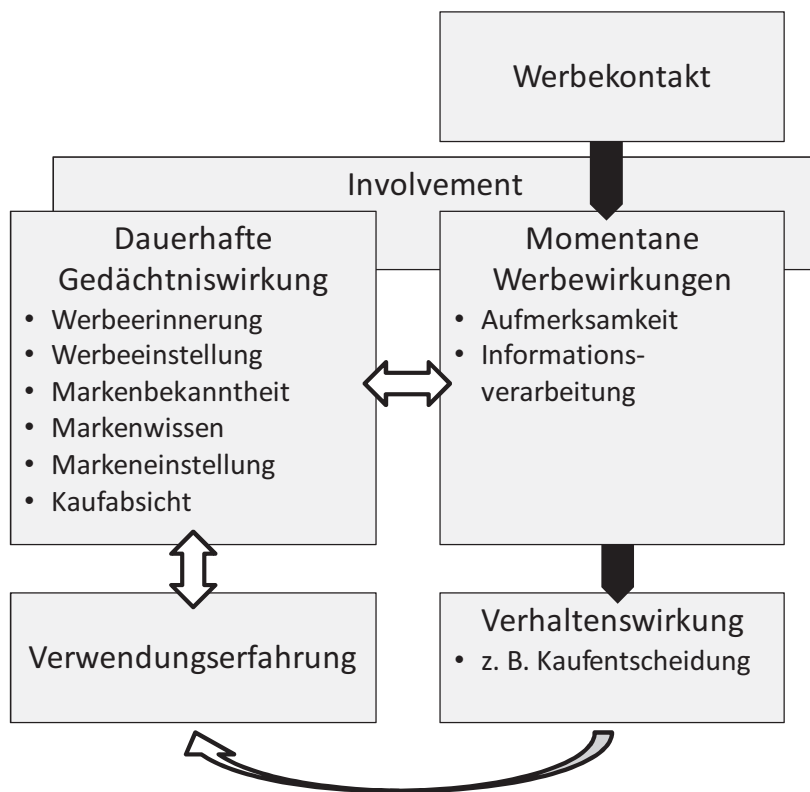 Werbekontakt
Involvement
Dauerhafte
Gedächtniswirkung
• Werbeerinnerung
• Werbeeinstellung
• Markenbekanntheit
• Markenwissen
• Markeneinstellung
• Kaufabsicht
Momentane
Werbewirkungen
• Aufmerksamkeit
• Informations-
verarbeitung
Verwendungserfahrung
Verhaltenswirkung
• z. B. Kaufentscheidung